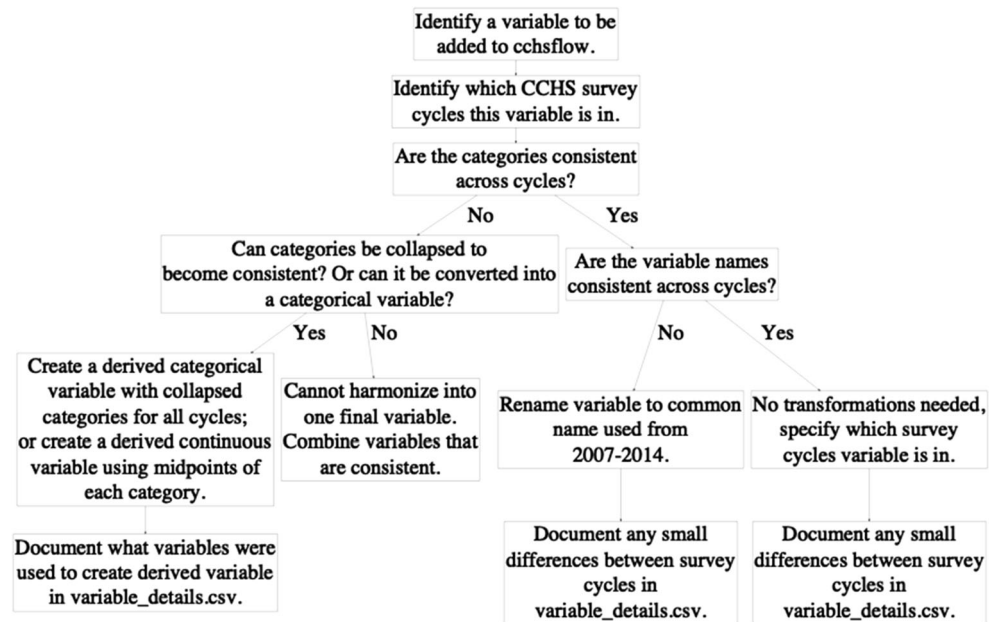 Identify a variable to be
added to cchsflow.
Identify which CCHS survey
cycles this variable is in.
Are the categories consistent
across cycles?
No
Yes
Can categories be collapsed to
become consistent? Or can it be converted into
a categorical variable?
Are the variable names
consistent across cycles?
Yes
No
No
Yes
Create a derived categorical
variable with collapsed
categories for all cycles;
or create a derived continuous
variable using midpoints of
each category.
Cannot harmonize into
one final variable.
Combine variables that
are consistent.
Rename variable to common
name used from
2007-2014.
No transformations needed,
specify which survey
cycles variable is in.
Document what variables were
used to create derived variable
in variable_details.csv.
Document any small
differences between survey
cycles in
variable_details.csv.
Document any small
differences between survey
cycles in
variable_details.csv.